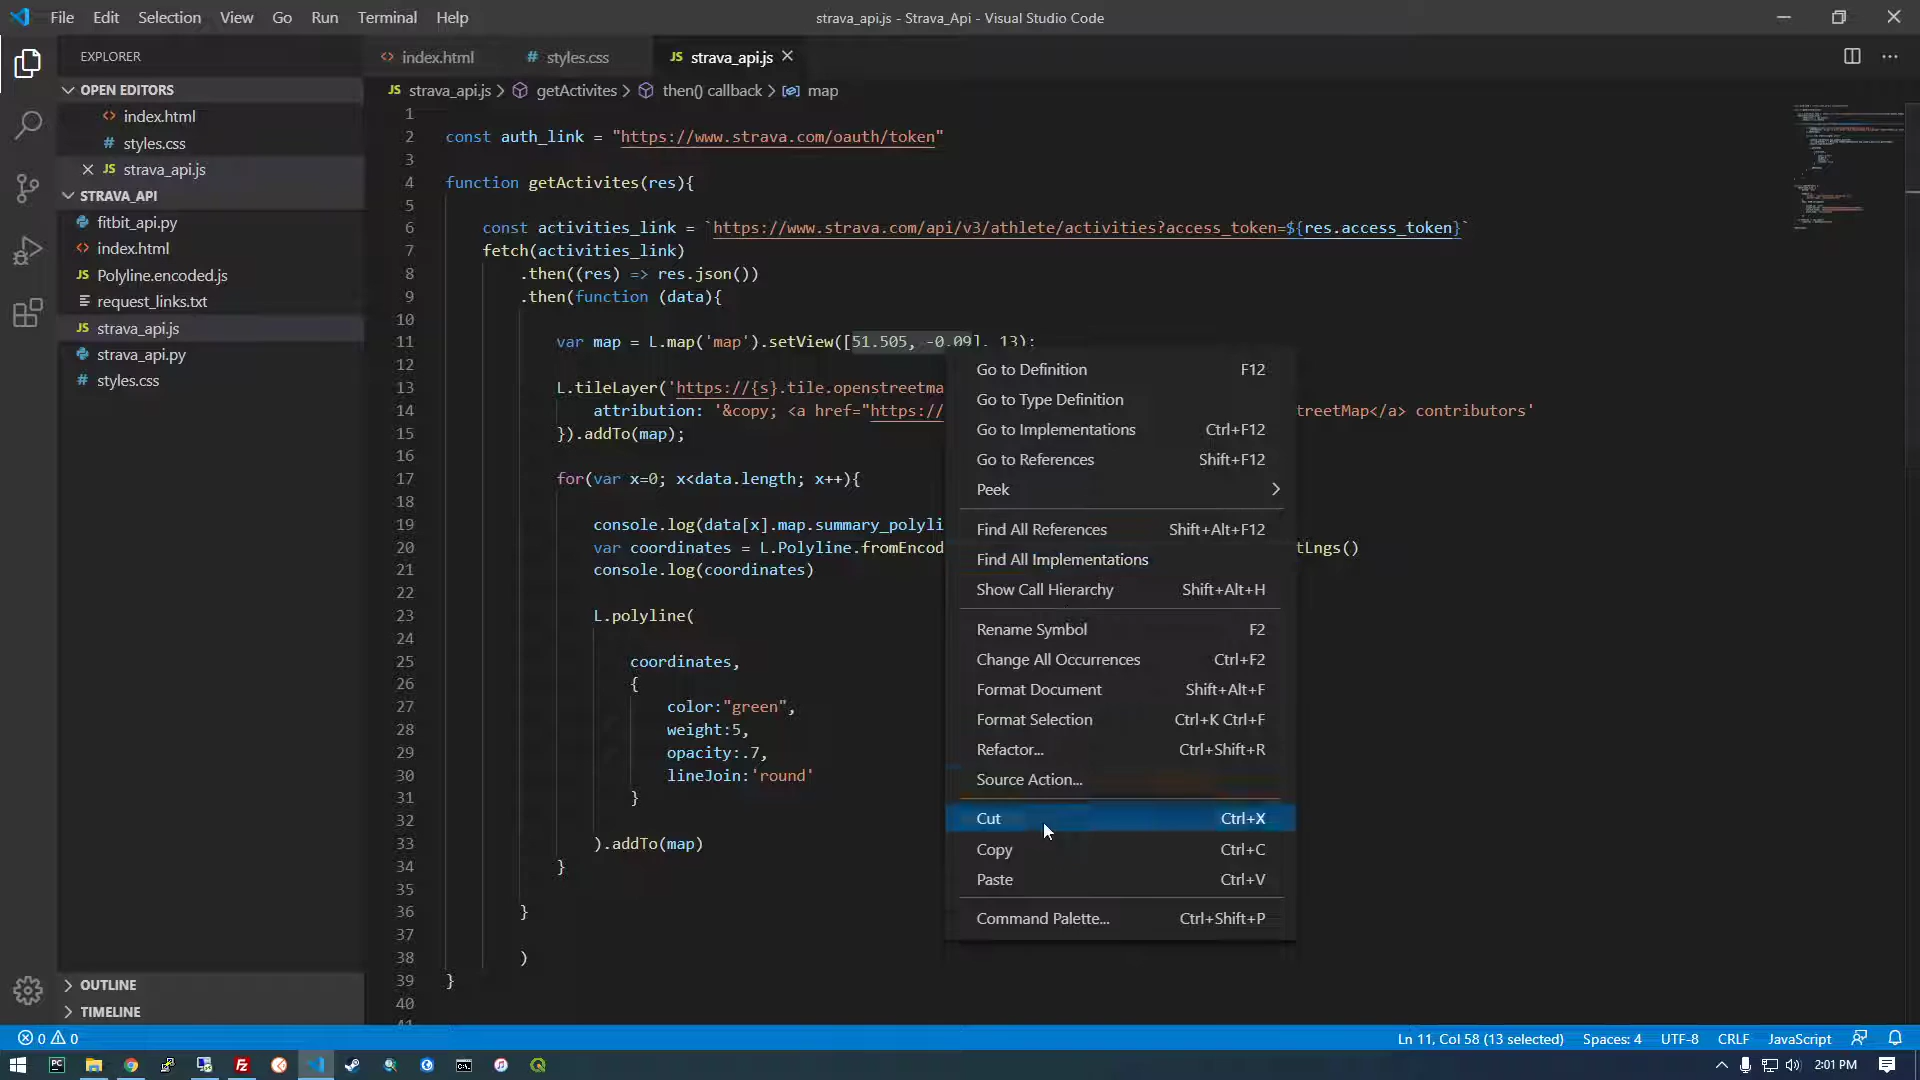 File Edit Selection View Go Run Terminal Help
strava_api.js - Strava_Api - Visual Studio Code
EXPLORER
OPEN EDITORS
index.html
styles.css
strava_api.js
STRAVA_API
fitbit_api.py
index.html
JS Polyline.encoded.js
request_links.txt
JS strava_api.js
strava_api.py
# styles.css
OUTLINE
TIMELINE
<> index.html # styles.css JS strava_api.js
JS strava_api.js > getActivites > then() callback > map
1
2 const auth_link = "https://www.strava.com/oauth/token"
3
4 function getActivites(res){
5
6 const activities_link = `https://www.strava.com/api/v3/athlete/activities?access_token=${res.access_token}`
7 fetch(activities_link)
8 .then((res) => res.json())
9 .then(function (data){
10
11 var map = L.map('map').setView([51.505, -0.09], 13);
12
13 L.tileLayer('https://{s}.tile.openstreetma
14 attribution: '&copy; <a href="https:// treetMap</a> contributors'
15 }).addTo(map);
16
17 for(var x=0; x<data.length; x++){
18
19 console.log(data[x].map.summary_polyli
20 var coordinates = L.Polyline.fromEncod tLngs()
21 console.log(coordinates)
22
23 L.polyline(
24
25 coordinates,
26 {
27 color:"green",
28 weight:5,
29 opacity:.7,
30 lineJoin:'round'
31 }
32
33 ).addTo(map)
34 }
35
36 }
37
38 )
39 }
40
41
Go to Definition F12
Go to Type Definition
Go to Implementations Ctrl+F12
Go to References Shift+F12
Peek
Find All References Shift+Alt+F12
Find All Implementations
Show Call Hierarchy Shift+Alt+H
Rename Symbol F2
Change All Occurrences Ctrl+F2
Format Document Shift+Alt+F
Format Selection Ctrl+K Ctrl+F
Refactor... Ctrl+Shift+R
Source Action...
Cut Ctrl+X
Copy Ctrl+C
Paste Ctrl+V
Command Palette... Ctrl+Shift+P
0 0 Ln 11, Col 58 (13 selected) Spaces: 4 UTF-8 CRLF JavaScript
2:01 PM